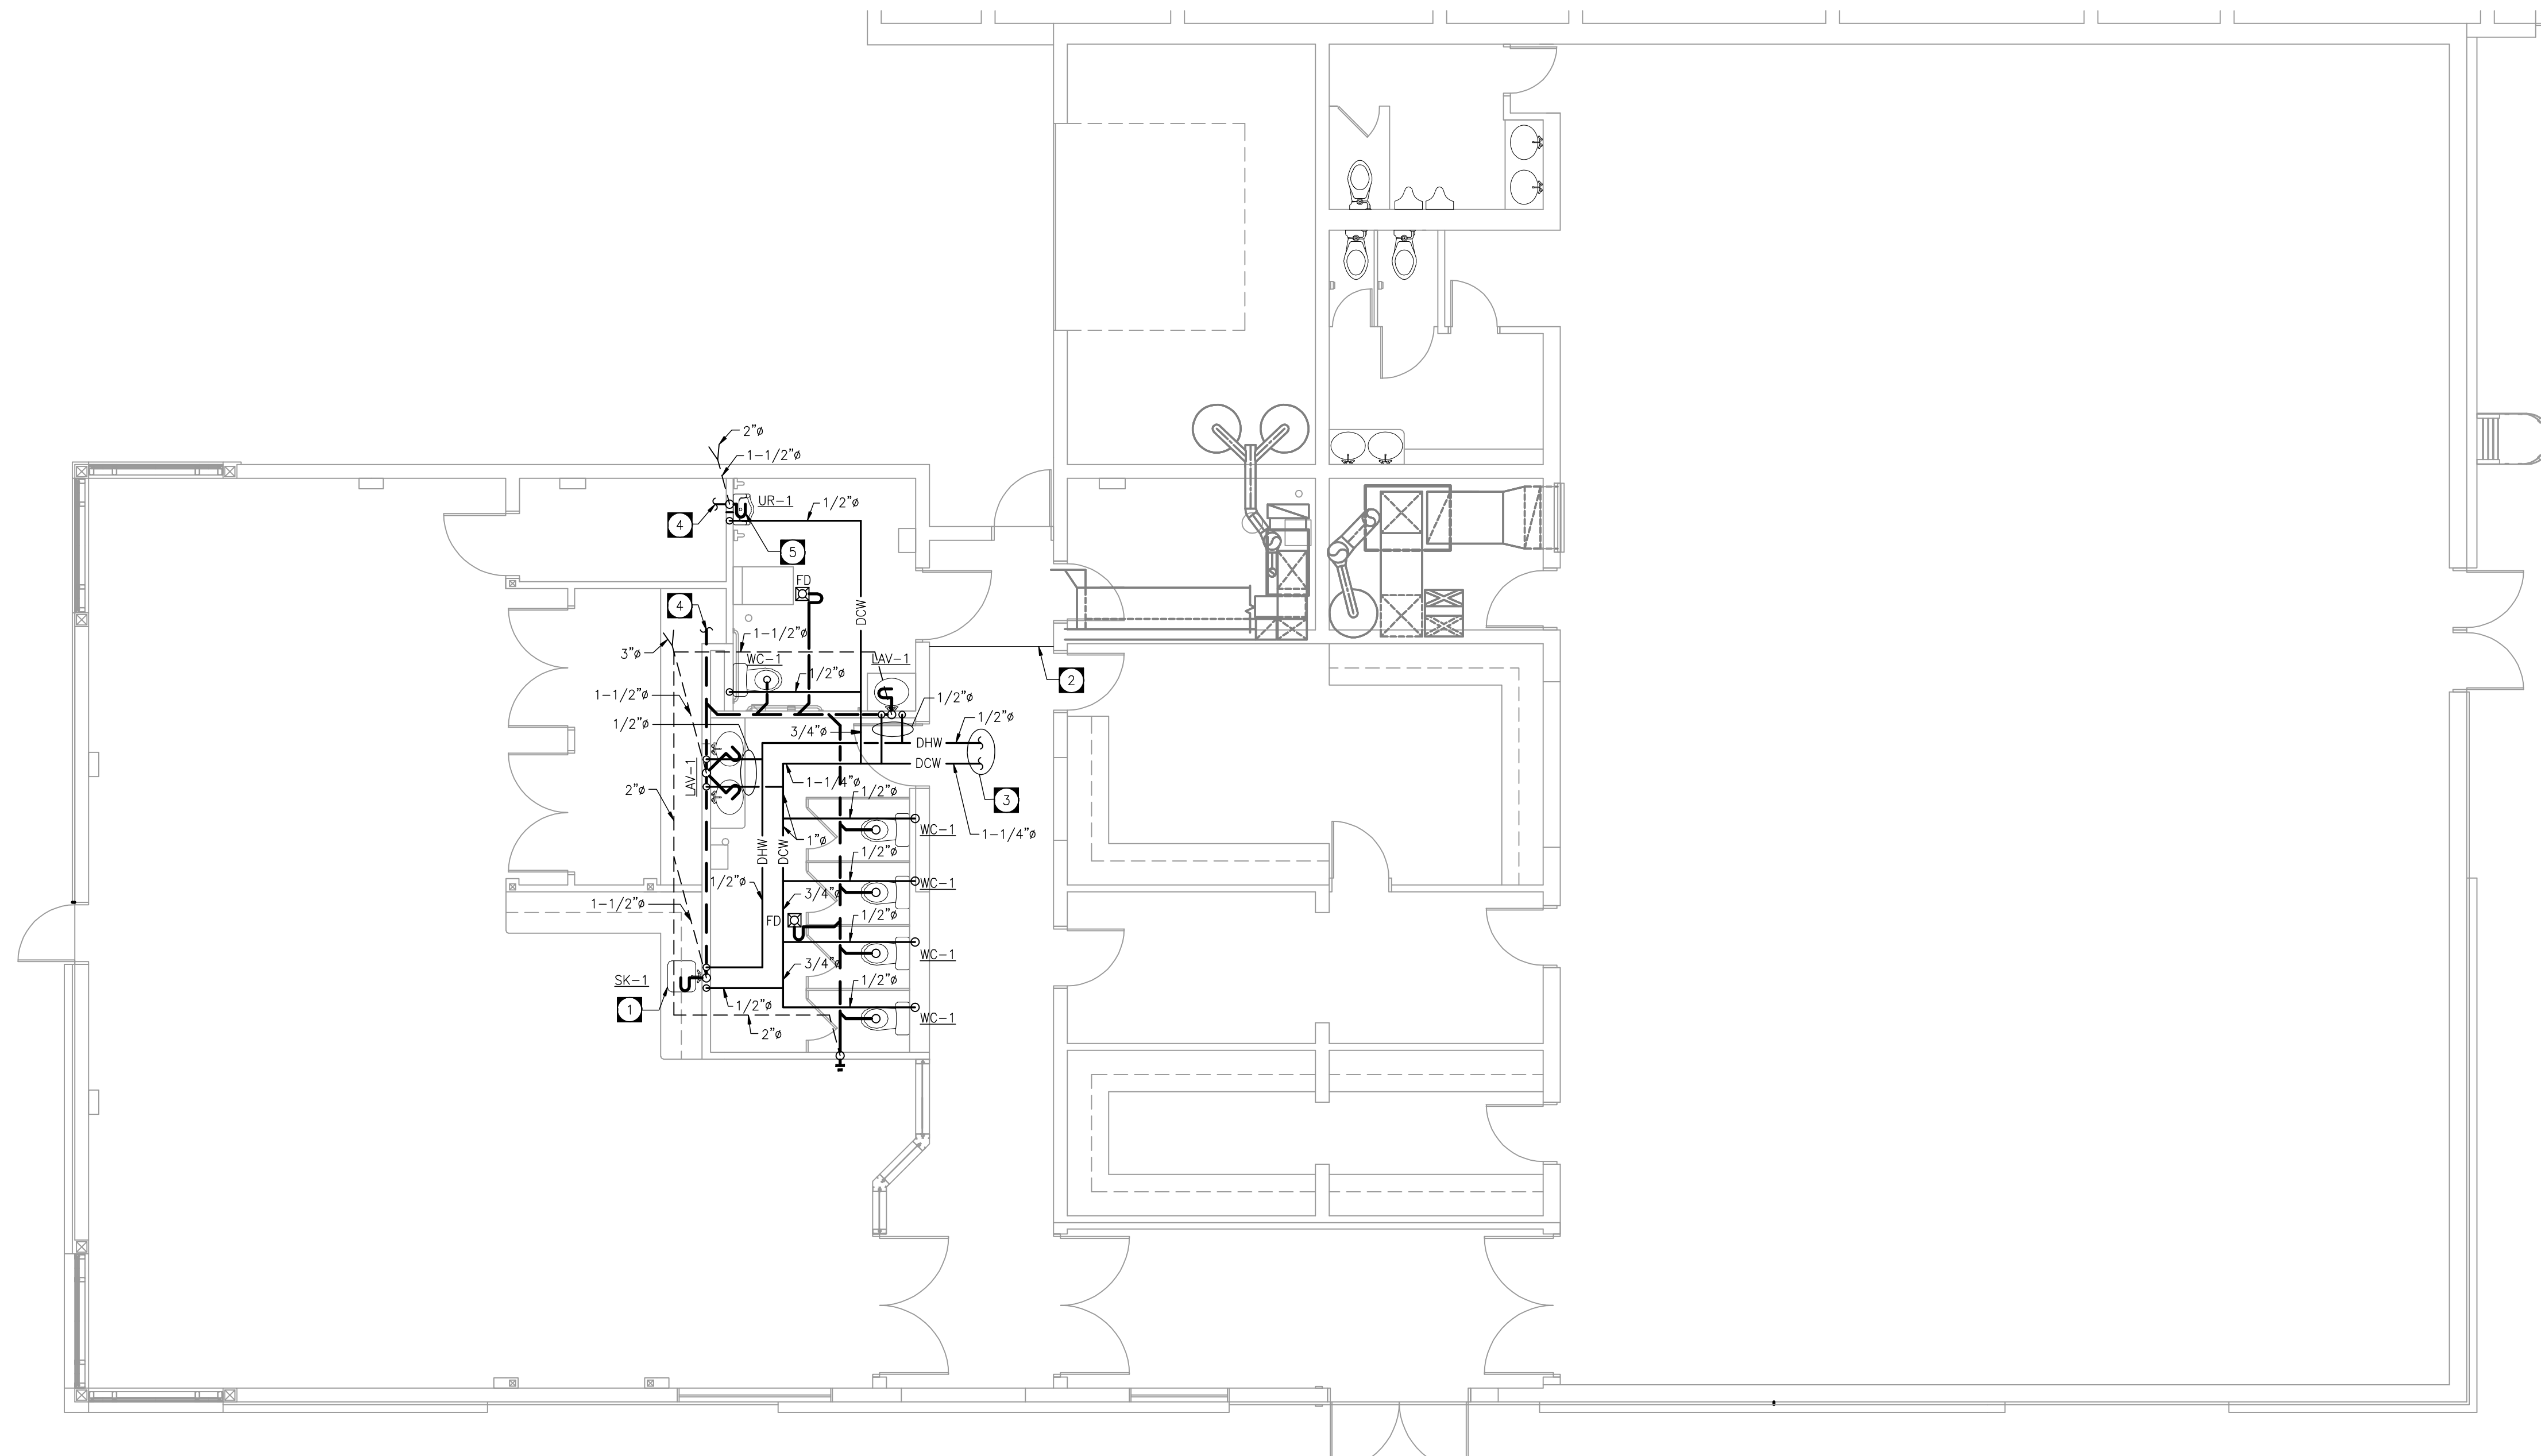 2"ø
1-1/2"ø
UR-1
1/2"ø
4
5
FD
4
DCW
1-1/2"ø
3"ø
WC-1
LAV-1
1/2"ø
2
1-1/2"ø
1/2"ø
1/2"ø
1/2"ø
3/4"ø
DHW
DCW
LAV-1
1-1/4"ø
2"ø
1/2"ø
3
WC-1
1-1/4"ø
1"ø
DHW
DCW
1/2"ø
1/2"ø
WC-1
3/4"ø
1-1/2"ø
FD
1/2"ø
WC-1
3/4"ø
SK-1
1/2"ø
1
1/2"ø
WC-1
2"ø